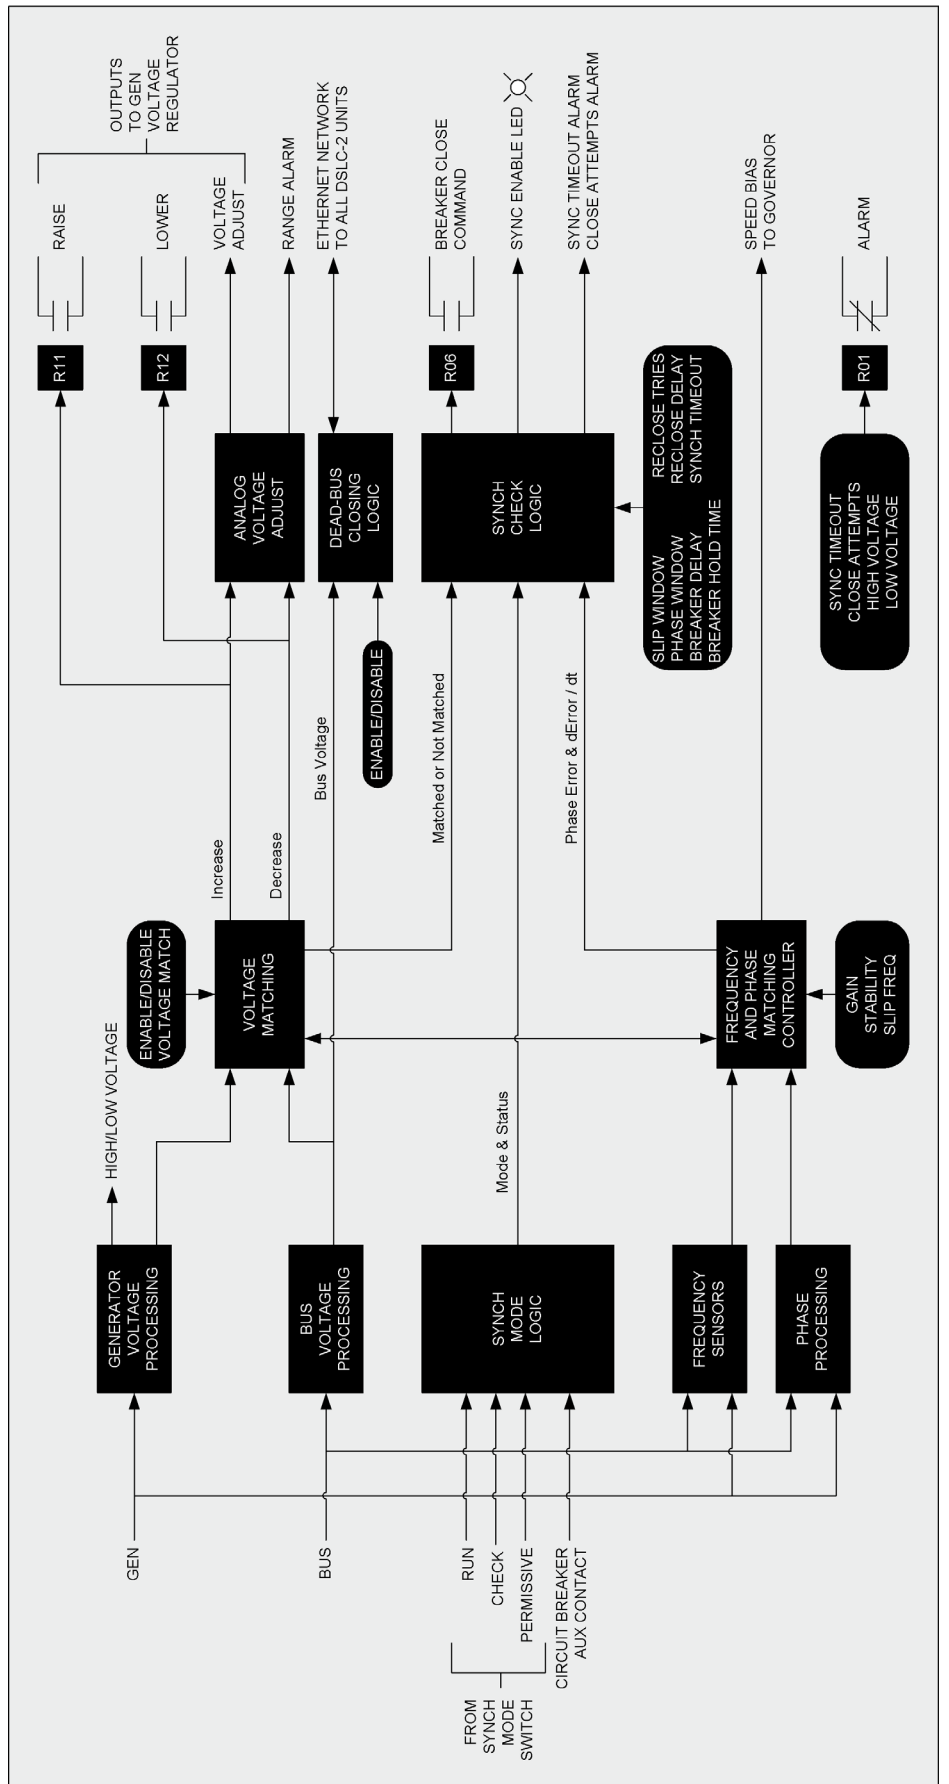 GEN
BUS
FROM
SYNCH
MODE
SWITCH
RUN
CHECK
PERMISSIVE
CIRCUIT BREAKER
AUX CONTACT
GENERATOR
VOLTAGE
PROCESSING
BUS
VOLTAGE
PROCESSING
SYNCH
MODE
LOGIC
FREQUENCY
SENSORS
PHASE
PROCESSING
HIGH/LOW VOLTAGE
Mode & Status
ENABLE/DISABLE
VOLTAGE MATCH
VOLTAGE
MATCHING
FREQUENCY
AND PHASE
MATCHING
CONTROLLER
GAIN
STABILITY
SLIP FREQ
Increase
Decrease
Bus Voltage
Matched or Not Matched
Phase Error & dError / dt
ENABLE/DISABLE
ANALOG
VOLTAGE
ADJUST
DEAD-BUS
CLOSING
LOGIC
SYNCH
CHECK
LOGIC
SLIP WINDOW
PHASE WINDOW
BREAKER DELAY
BREAKER HOLD TIME
RECLOSE TRIES
RECLOSE DELAY
SYNCH TIMEOUT
SYNC TIMEOUT
CLOSE ATTEMPTS
HIGH VOLTAGE
LOW VOLTAGE
R11
R12
R06
R01
RAISE
LOWER
VOLTAGE
ADJUST
RANGE ALARM
ETHERNET NETWORK
TO ALL DSLC-2 UNITS
BREAKER CLOSE
COMMAND
SYNC ENABLE LED
SYNC TIMEOUT ALARM
CLOSE ATTEMPTS ALARM
SPEED BIAS
TO GOVERNOR
ALARM
OUTPUTS
TO GEN
VOLTAGE
REGULATOR